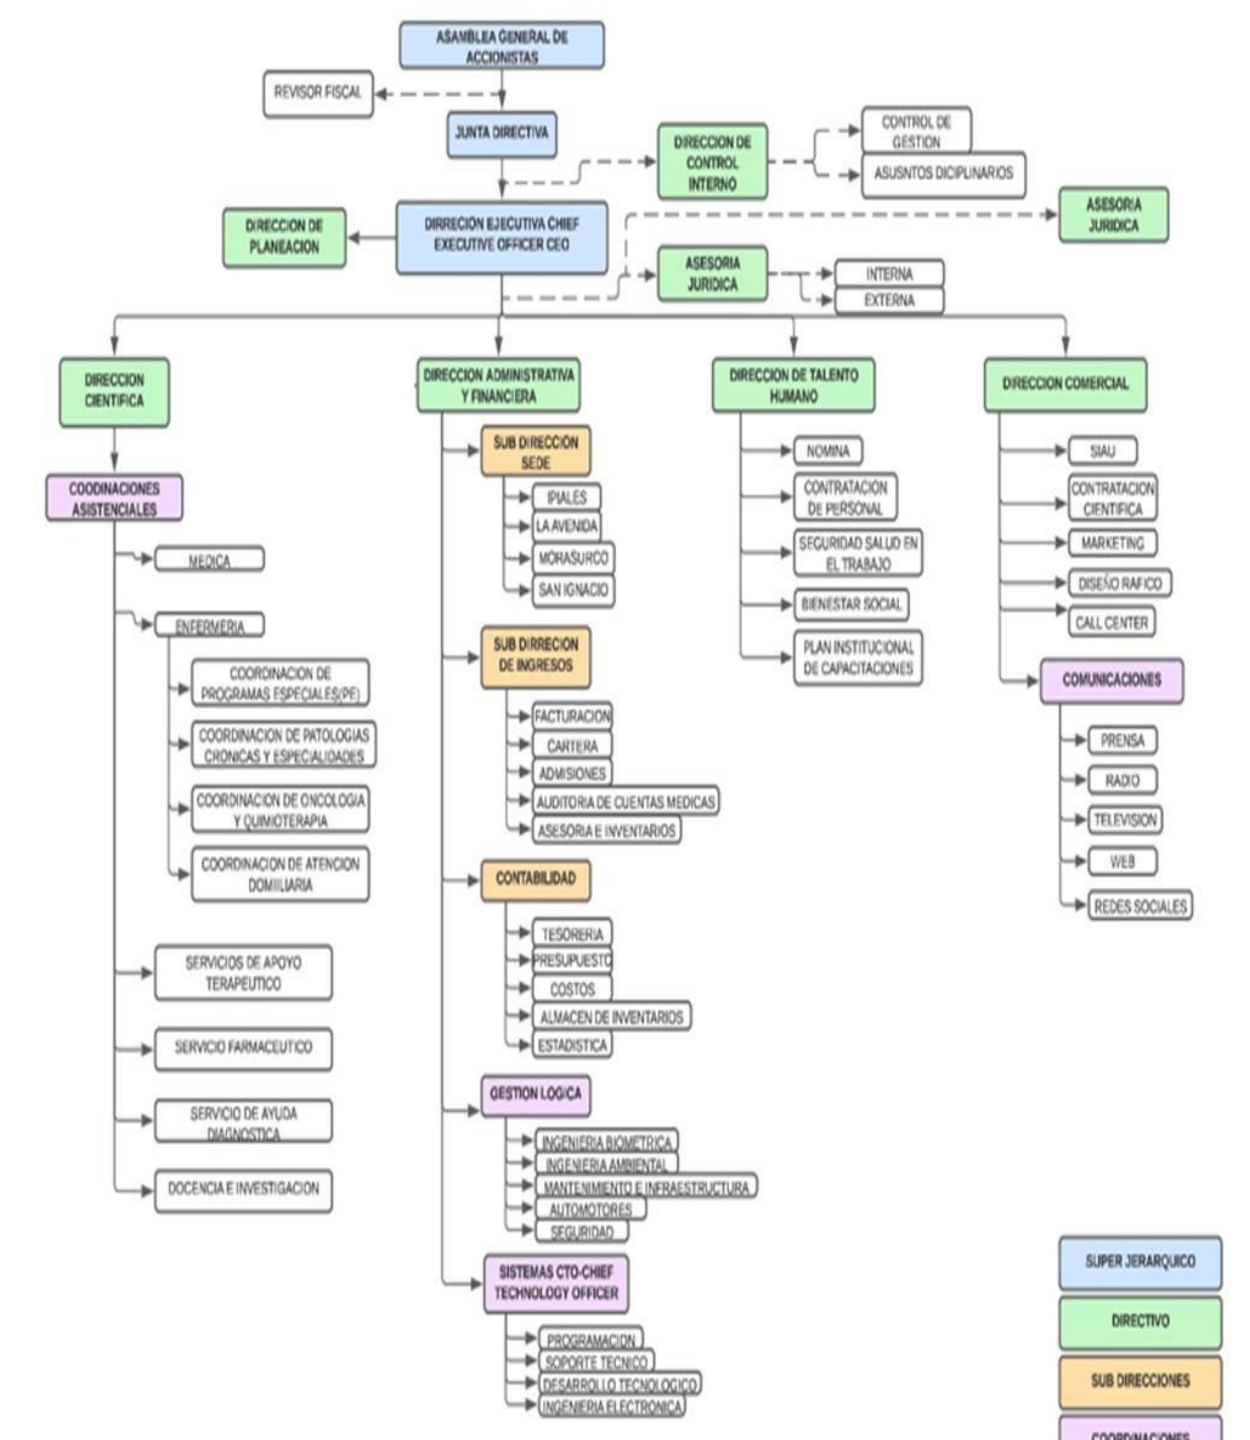 ASAMBLEA GENERAL DE
ACCIONISTAS
REVISOR FISCAL
JUNTA DIRECTIVA
DIRECCION DE
CONTROL
INTERNO
CONTROL DE
GESTION
ASUSNTOS DICIPLINARIOS
DIRECCION DE
PLANEACION
DIRRECIÓN EJECUTIVA CHIEF
EXECUTIVE OFFICER CEO
ASESORIA
JURIDICA
ASESORIA
JURIDICA
INTERNA
EXTERNA
DIRECCION
CIENTIFICA
COODINACIONES
ASISTENCIALES
MEDICA
ENFERMERIA
COORDINACION DE
PROGRAMAS ESPECIALES(PE)
COORDINACION DE PATOLOGIAS
CRONICAS Y ESPECIALIDADES
COORDINACION DE ONCOLOGIA
Y QUIMIOTERAPIA
COORDINACION DE ATENCION
DOMIILIARIA
SERVICIOS DE APOYO
TERAPEUTICO
SERVICIO FARMACEUTICO
SERVICIO DE AYUDA
DIAGNOSTICA
DOCENCIA E INVESTIGACION
DIRECCION ADMINISTRATIVA
Y FINANCIERA
SUB DIRECCION
SEDE
IPIALES
LA AVENIDA
MORASURCO
SAN IGNACIO
SUB DIRRECION
DE INGRESOS
FACTURACION
CARTERA
ADMISIONES
AUDITORIA DE CUENTAS MEDICAS
ASESORIA E INVENTARIOS
CONTABILIDAD
TESORERIA
PRESUPUESTO
COSTOS
ALMACEN DE INVENTARIOS
ESTADISTICA
GESTION LOGICA
INGENIERIA BIOMETRICA
INGENIERIA AMBIENTAL
MANTENIMIENTO E INFRAESTRUCTURA
AUTOMOTORES
SEGURIDAD
SISTEMAS CTO-CHIEF
TECHNOLOGY OFFICER
PROGRAMACION
SOPORTE TECNICO
DESARROLLO TECNOLOGICO
INGENIERIA ELECTRONICA
DIRECCION DE TALENTO
HUMANO
NOMINA
CONTRATACION
DE PERSONAL
SEGURIDAD SALUD EN
EL TRABAJO
BIENESTAR SOCIAL
PLAN INSTITUCIONAL
DE CAPACITACIONES
DIRECCION COMERCIAL
SIAU
CONTRATACION
CIENTIFICA
MARKETING
DISEÑO RAFICO
CALL CENTER
COMUNICACIONES
PRENSA
RADIO
TELEVISION
WEB
REDES SOCIALES
SUPER JERARQUICO
DIRECTIVO
SUB DIRECCIONES
COORDINACIONES